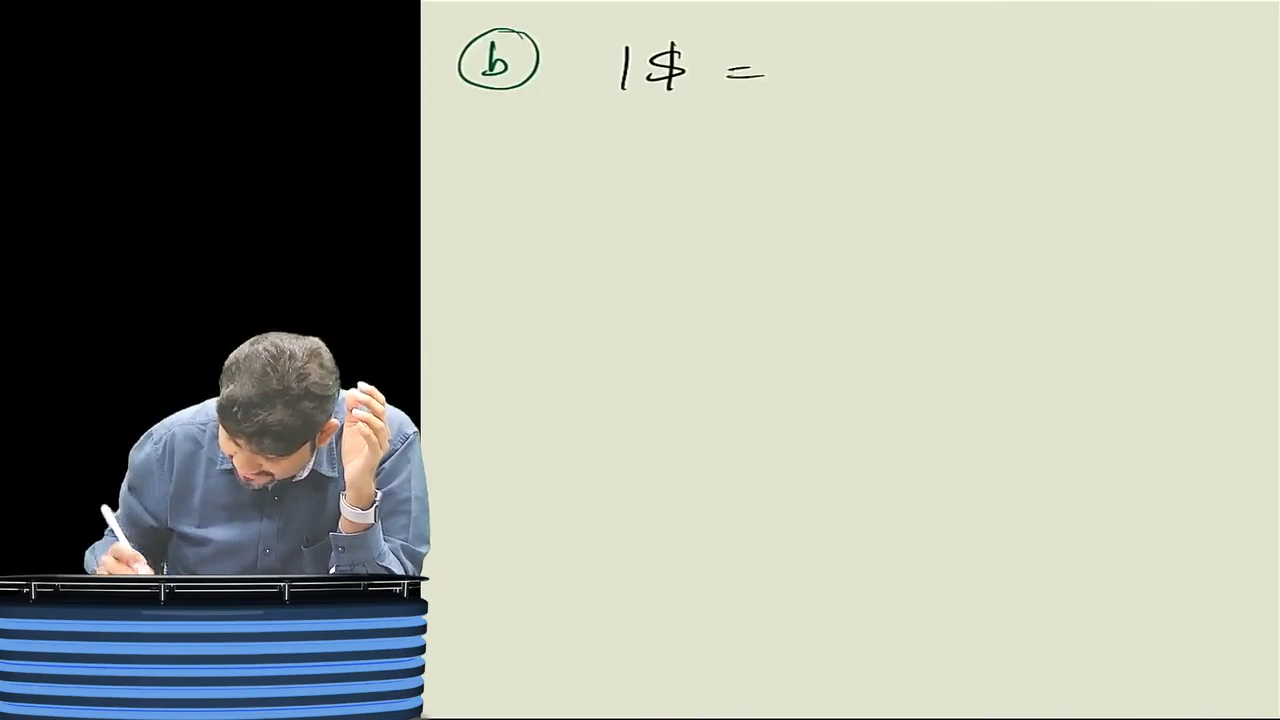 b 1$ =